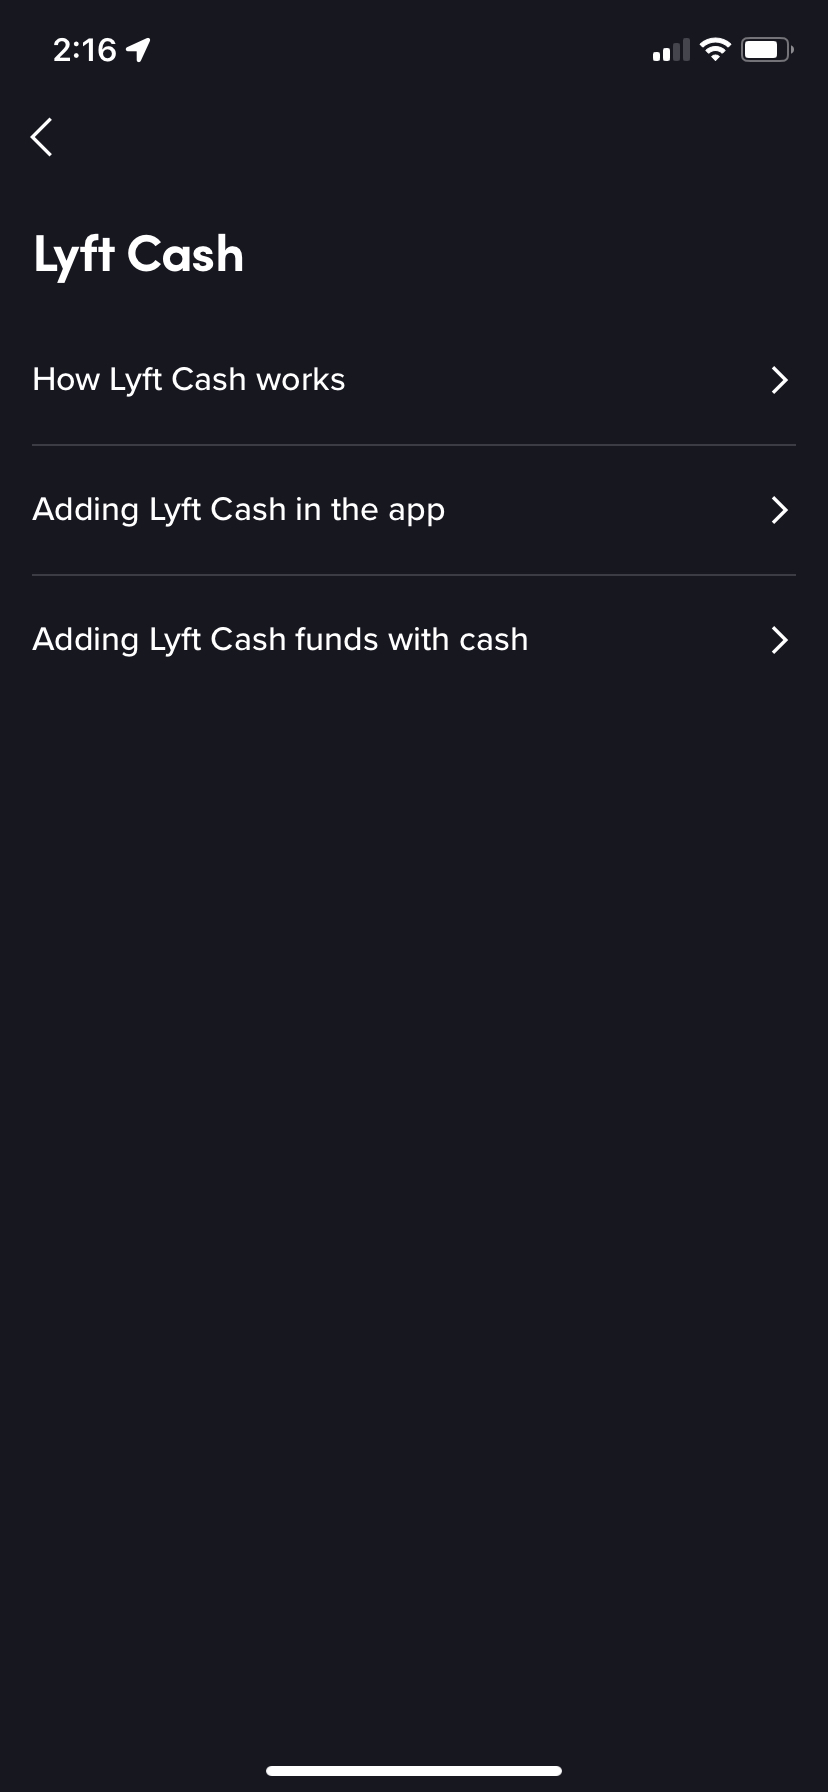 2:16
Lyft Cash
How Lyft Cash works
Adding Lyft Cash in the app
Adding Lyft Cash funds with cash